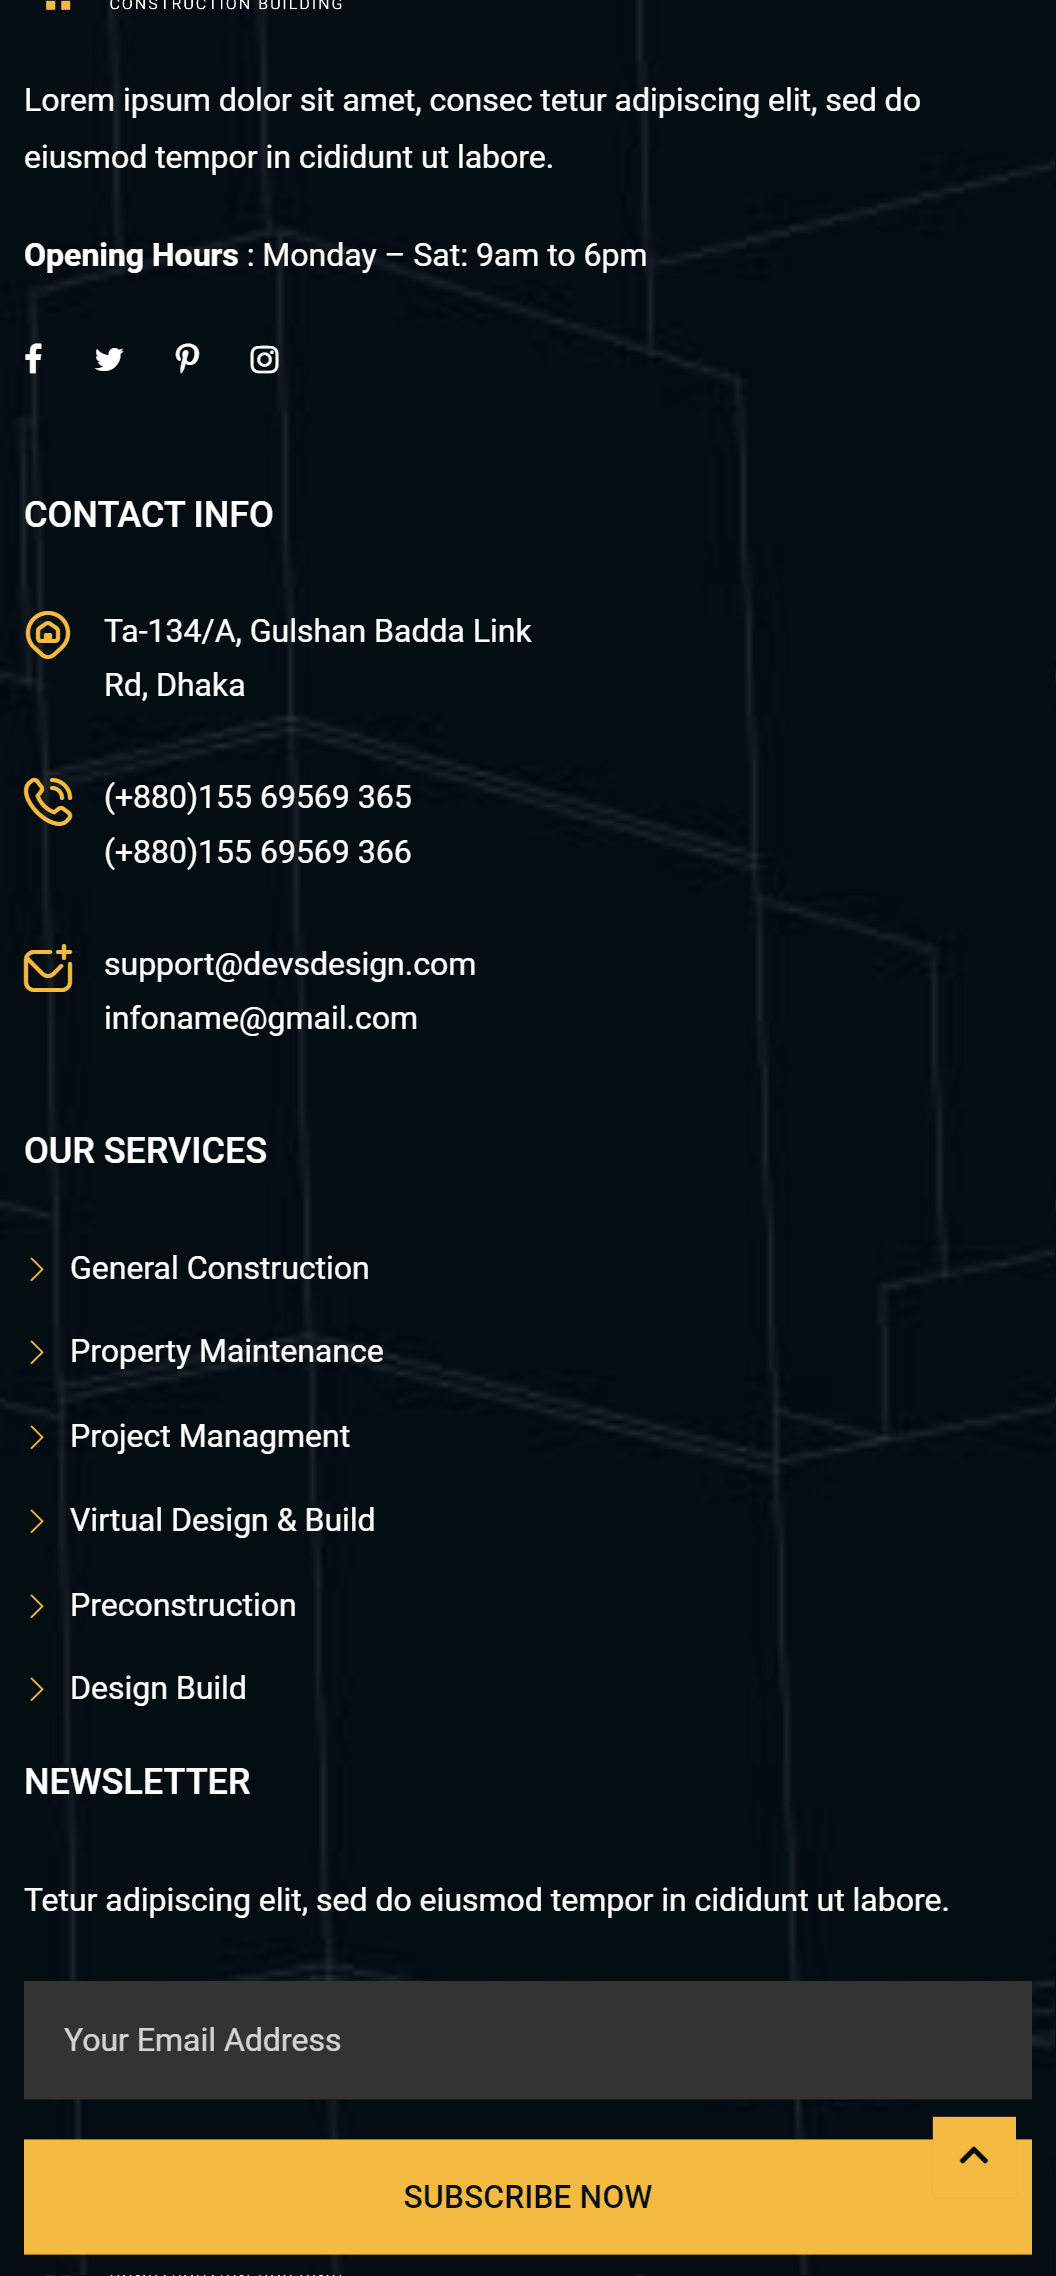 CONSTRUCTION BUILDING
Lorem ipsum dolor sit amet, consec tetur adipiscing elit, sed do
eiusmod tempor in cididunt ut labore.
Opening Hours : Monday – Sat: 9am to 6pm
CONTACT INFO
Ta-134/A, Gulshan Badda Link
Rd, Dhaka
(+880)155 69569 365
(+880)155 69569 366
support@devsdesign.com
infoname@gmail.com
OUR SERVICES
General Construction
Property Maintenance
Project Managment
Virtual Design & Build
Preconstruction
Design Build
NEWSLETTER
Tetur adipiscing elit, sed do eiusmod tempor in cididunt ut labore.
Your Email Address
SUBSCRIBE NOW